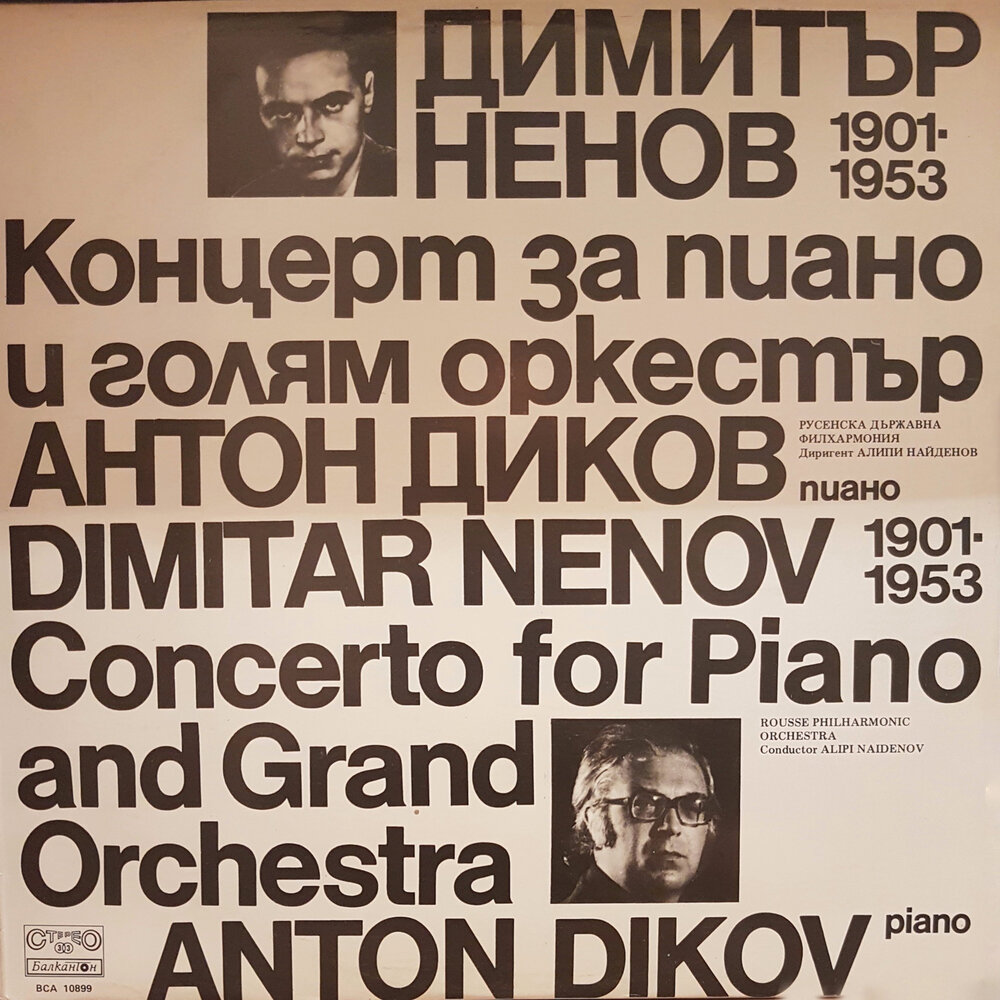 ДИМИТЪР
НЕНОВ 1901-
1953
Концерт за пиано
и голям оркестър
АНТОН ДИКОВ
РУСЕНСКА ДЪРЖАВНА
ФИЛХАРМОНИЯ
Диригент АЛИПИ НАЙДЕНОВ
пиано
DIMITAR NENOV 1901-
1953
Concerto for Piano
and Grand
Orchestra
ROUSSE PHILHARMONIC
ORCHESTRA
Conductor ALIPI NAIDENOV
ANTON DIKOV piano
СТЕРЕО
33
Балкантон
ВСА 10899